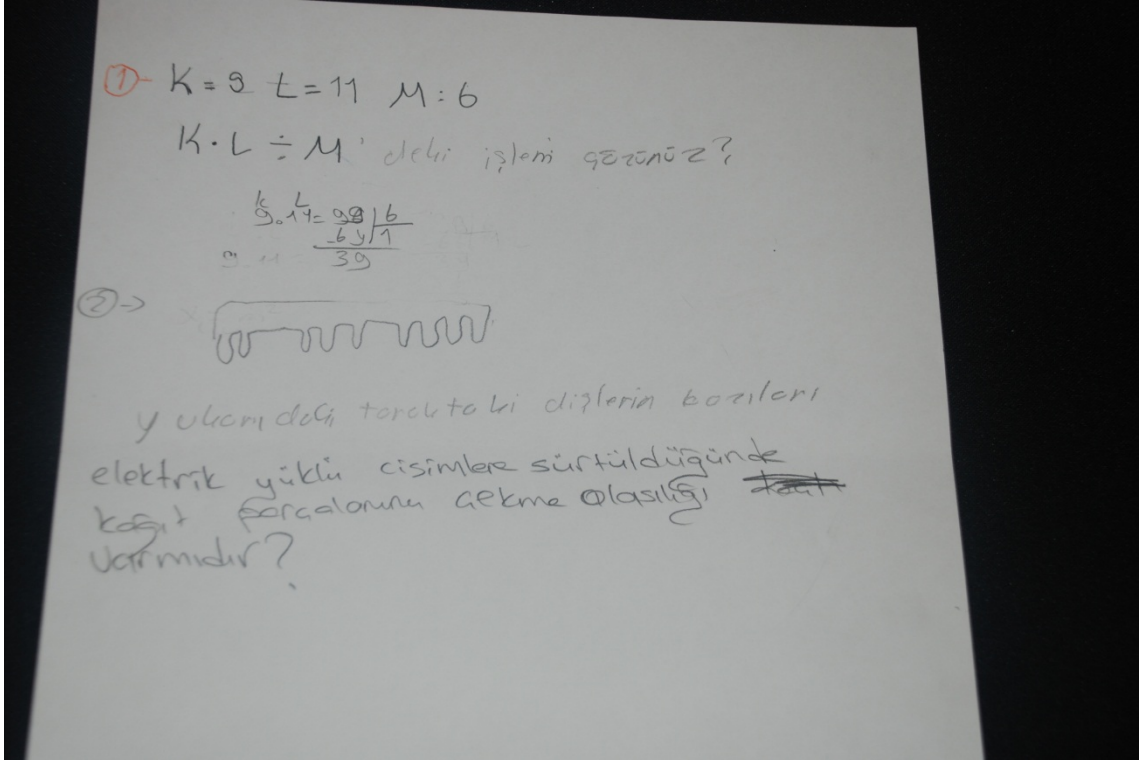 ①- K = 9 L = 11 M : 6
K . L ÷ M' deki işlemi çözünüz?
K L
9.11= 99 | 6
-6 | 1
39
②->
yukarıdaki taraktaki dişlerin bazıları
elektrik yüklü cisimlere sürtüldüğünde
kağıt parçalarını çekme olasılığı
varmıdır?